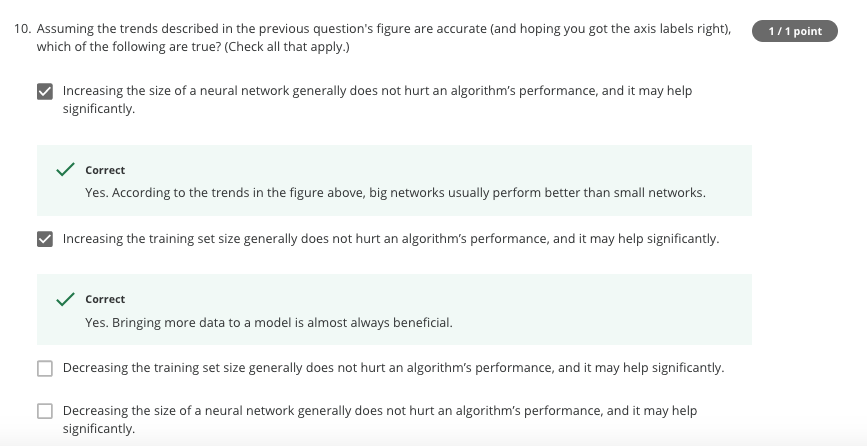 10. Assuming the trends described in the previous question's figure are accurate (and hoping you got the axis labels right),
which of the following are true? (Check all that apply.)
1 / 1 point
Increasing the size of a neural network generally does not hurt an algorithm's performance, and it may help
significantly.
Correct
Yes. According to the trends in the figure above, big networks usually perform better than small networks.
Increasing the training set size generally does not hurt an algorithm's performance, and it may help significantly.
Correct
Yes. Bringing more data to a model is almost always beneficial.
Decreasing the training set size generally does not hurt an algorithm's performance, and it may help significantly.
Decreasing the size of a neural network generally does not hurt an algorithm's performance, and it may help
significantly.